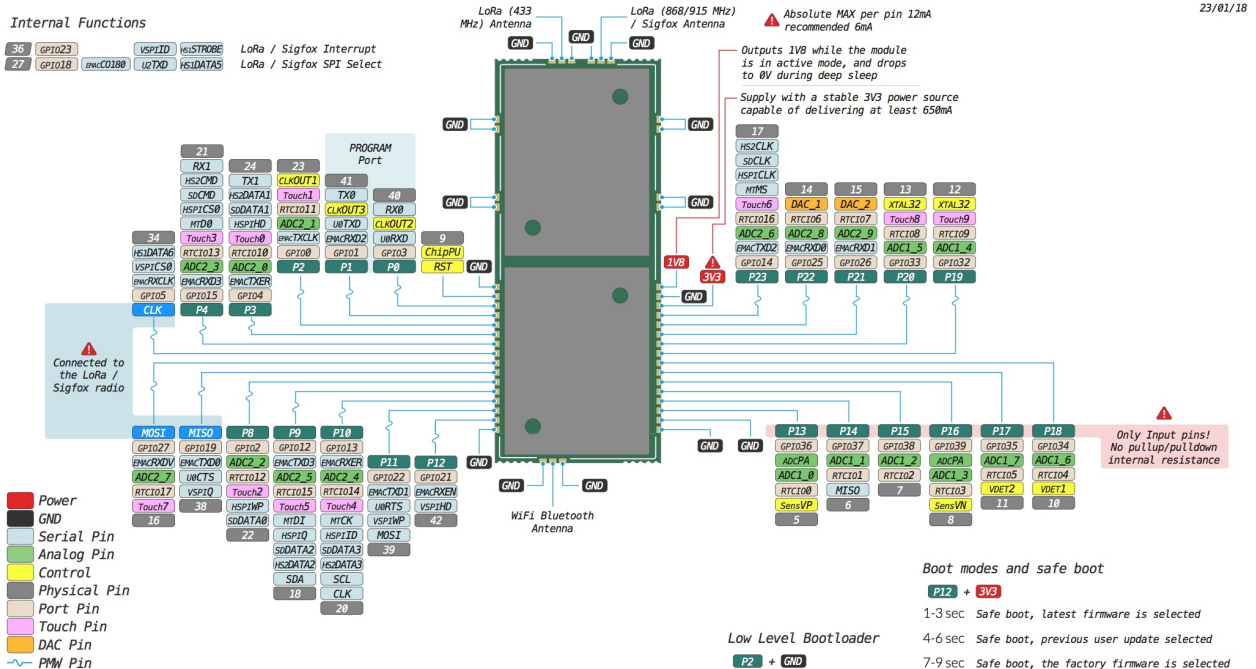 23/01/18
Internal Functions
36 GPIO23 VSPIID HS1STROBE LoRa / Sigfox Interrupt
27 GPIO18 EMACCO180 U2TXD HS1DATA5 LoRa / Sigfox SPI Select
LoRa (433
MHz) Antenna
LoRa (868/915 MHz)
/ Sigfox Antenna
GND
GND
GND
Absolute MAX per pin 12mA
recommended 6mA
Outputs 1V8 while the module
is in active mode, and drops
to 0V during deep sleep
Supply with a stable 3V3 power source
capable of delivering at least 650mA
GND
GND
GND
GND
PROGRAM
Port
34
HS1DATA6
VSPICS0
EMACRXCLK
GPIO5
CLK
21
RX1
HS2CMD
SDCMD
HSPICS0
MTDO
Touch3
RTCIO13
ADC2_3
EMACRXD3
GPIO15
P4
24
TX1
HS2DATA1
SDDATA1
HSPIHD
Touch0
RTCIO10
ADC2_0
EMACTXER
GPIO4
P3
23
CLKOUT1
Touch1
RTCIO11
ADC2_1
EMACTXCLK
GPIO0
P2
41
TX0
CLKOUT3
U0TXD
EMACRXD2
GPIO1
P1
40
RX0
CLKOUT2
U0RXD
GPIO3
P0
9
ChipPU
RST
GND
1V8
3V3
GND
17
HS2CLK
SDCLK
HSPICLK
MTMS
Touch6
RTCIO16
ADC2_6
EMACTXD2
GPIO14
P23
14
DAC_1
RTCIO6
ADC2_8
EMACRXD0
GPIO25
P22
15
DAC_2
RTCIO7
ADC2_9
EMACRXD1
GPIO26
P21
13
XTAL32
Touch8
RTCIO8
ADC1_5
GPIO33
P20
12
XTAL32
Touch9
RTCIO9
ADC1_4
GPIO32
P19
Connected to
the LoRa /
Sigfox radio
MOSI
GPIO27
EMACRXDV
ADC2_7
RTCIO17
Touch7
16
MISO
GPIO19
EMACTXD0
U0CTS
VSPIQ
38
P8
GPIO2
ADC2_2
RTCIO12
Touch2
HSPIWP
SDDATA0
22
P9
GPIO12
EMACTXD3
ADC2_5
RTCIO15
Touch5
MTDI
HSPIQ
SDDATA2
HS2DATA2
SDA
18
P10
GPIO13
EMACRXER
ADC2_4
RTCIO14
Touch4
MTCK
HSPIID
SDDATA3
HS2DATA3
SCL
CLK
20
P11
GPIO22
EMACTXD1
U0RTS
VSPIWP
MOSI
39
P12
GPIO21
EMACRXEN
VSPIHD
42
GND
GND
GND
WiFi Bluetooth
Antenna
GND
GND
P13
GPIO36
ADCPA
ADC1_0
RTCIO0
SensVP
5
P14
GPIO37
ADC1_1
RTCIO1
MISO
6
P15
GPIO38
ADC1_2
RTCIO2
7
P16
GPIO39
ADCPA
ADC1_3
RTCIO3
SensVN
8
P17
GPIO35
ADC1_7
RTCIO5
VDET2
11
P18
GPIO34
ADC1_6
RTCIO4
VDET1
10
Only Input pins!
No pullup/pulldown
internal resistance
Power
GND
Serial Pin
Analog Pin
Control
Physical Pin
Port Pin
Touch Pin
DAC Pin
PMW Pin
Low Level Bootloader
P2 + GND
Boot modes and safe boot
P12 + 3V3
1-3 sec Safe boot, latest firmware is selected
4-6 sec Safe boot, previous user update selected
7-9 sec Safe boot, the factory firmware is selected